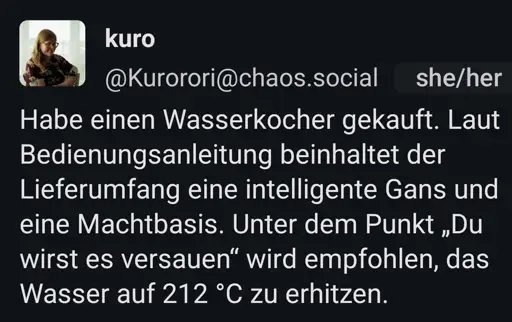 kuro
@Kurorori@chaos.social she/her
Habe einen Wasserkocher gekauft. Laut
Bedienungsanleitung beinhaltet der
Lieferumfang eine intelligente Gans und
eine Machtbasis. Unter dem Punkt „Du
wirst es versauen“ wird empfohlen, das
Wasser auf 212 °C zu erhitzen.